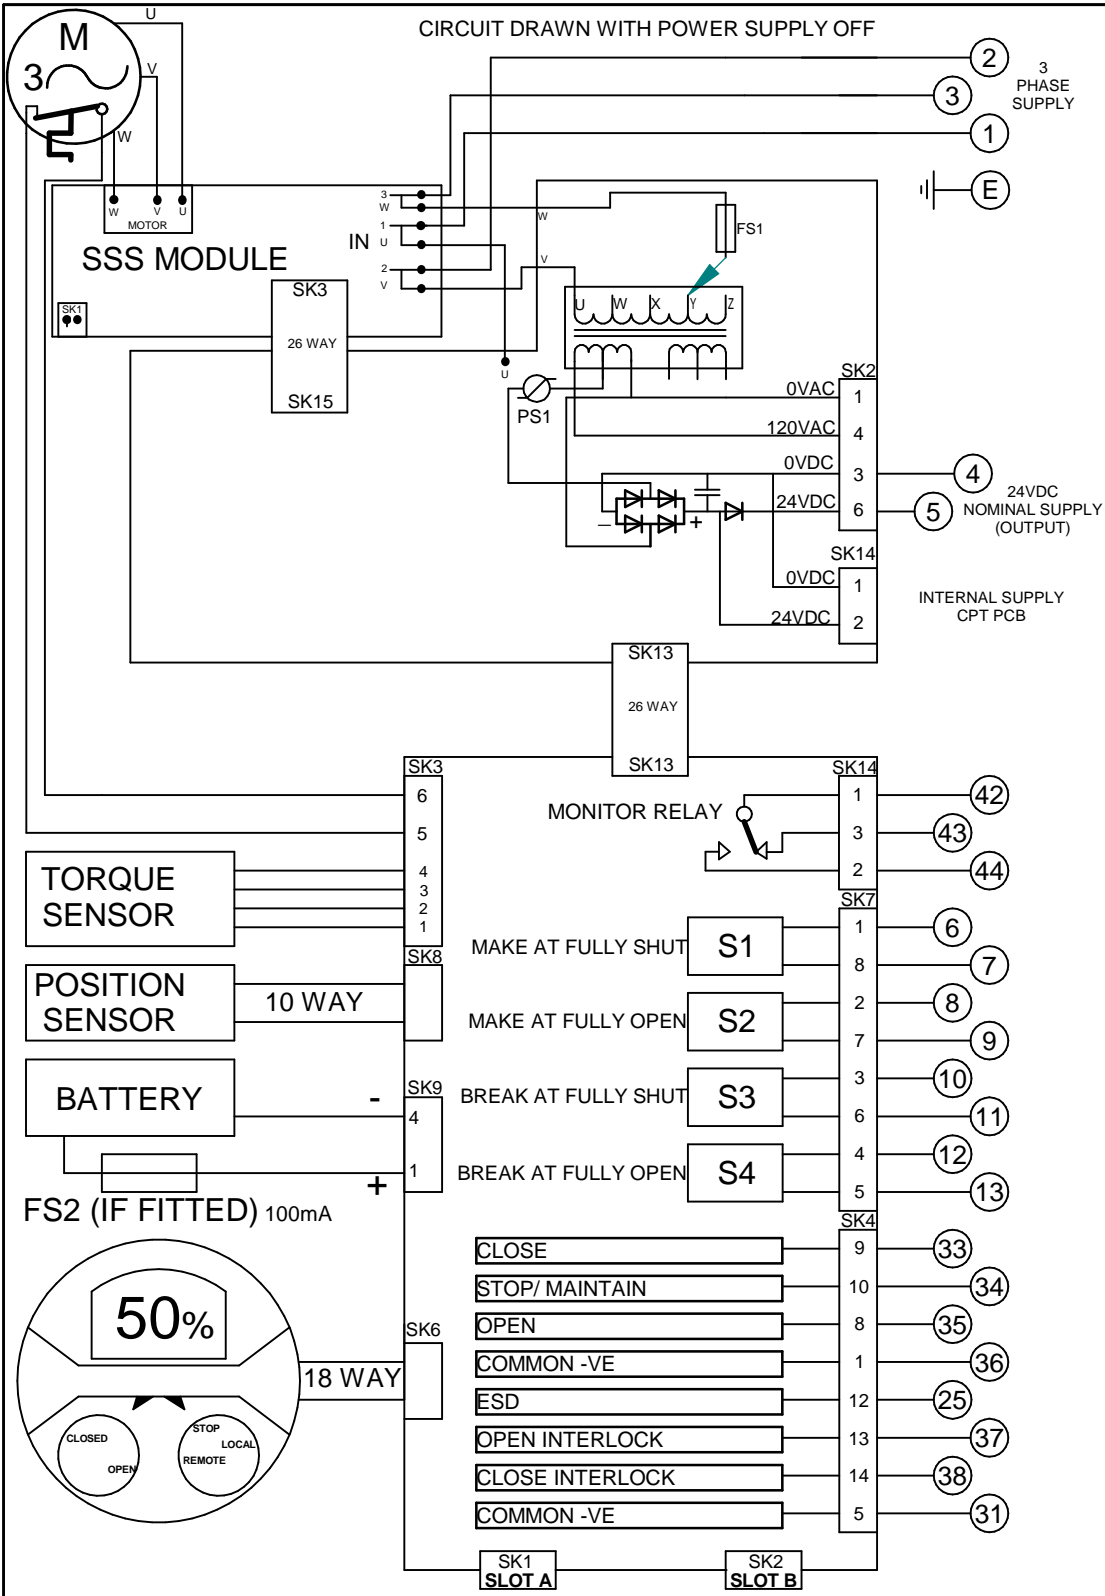 CIRCUIT DRAWN WITH POWER SUPPLY OFF
U
M
3
V
W
2
3
1
E
3
PHASE
SUPPLY
W V U
MOTOR
SSS MODULE
IN
3
W
1
U
2
V
SK1
SK3
26 WAY
SK15
W
V
U
FS1
U W X Y Z
PS1
SK2
0VAC 1
120VAC 4
0VDC 3 4
24VDC 6 5
24VDC
NOMINAL SUPPLY
(OUTPUT)
– +
SK14
0VDC 1
24VDC 2
INTERNAL SUPPLY
CPT PCB
SK13
26 WAY
SK13
SK3
6
5
4
3
2
1
TORQUE
SENSOR
SK8
POSITION
SENSOR
10 WAY
BATTERY
-
+
SK9
4
1
FS2 (IF FITTED) 100mA
50%
CLOSED
OPEN
STOP
LOCAL
REMOTE
18 WAY
SK6
MONITOR RELAY
SK14
1 42
3 43
2 44
SK7
MAKE AT FULLY SHUT S1 1 6
8 7
MAKE AT FULLY OPEN S2 2 8
7 9
BREAK AT FULLY SHUT S3 3 10
6 11
BREAK AT FULLY OPEN S4 4 12
5 13
SK4
CLOSE 9 33
STOP/ MAINTAIN 10 34
OPEN 8 35
COMMON -VE 1 36
ESD 12 25
OPEN INTERLOCK 13 37
CLOSE INTERLOCK 14 38
COMMON -VE 5 31
SK1
SLOT A
SK2
SLOT B